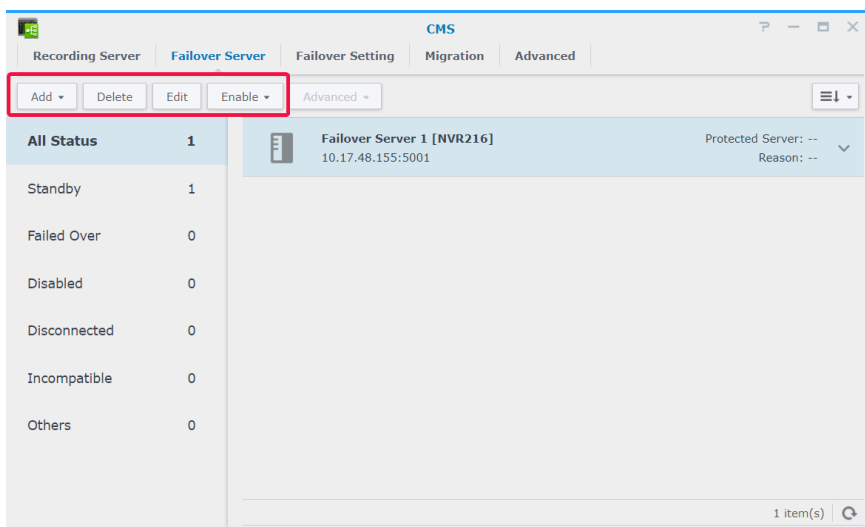 CMS
Recording Server Failover Server Failover Setting Migration Advanced
Add Delete Edit Enable Advanced
All Status 1
Standby 1
Failed Over 0
Disabled 0
Disconnected 0
Incompatible 0
Others 0
Failover Server 1 [NVR216] Protected Server: --
10.17.48.155:5001 Reason: --
1 item(s)